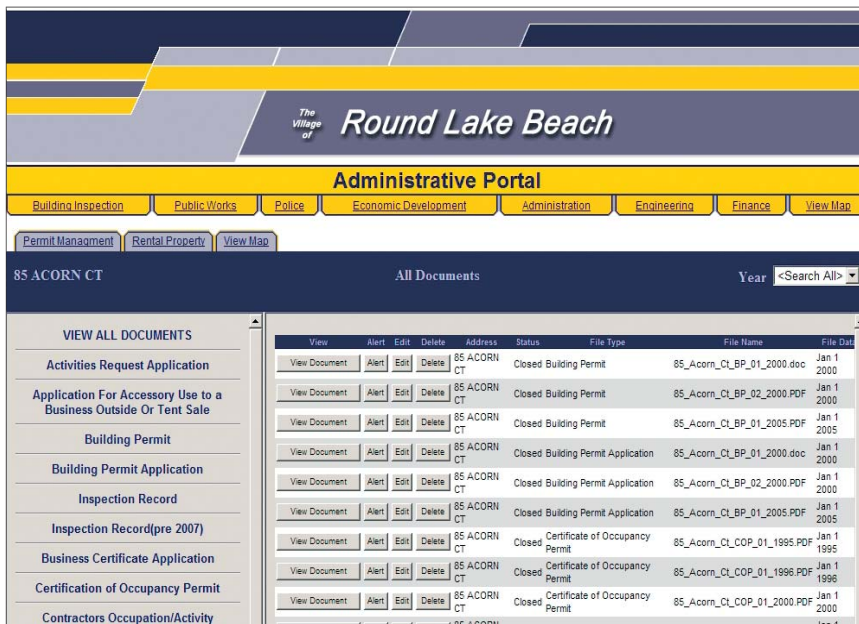 The
Village
of
Round Lake Beach
Administrative Portal
Building Inspection Public Works Police Economic Development Administration Engineering Finance View Map
Permit Managment Rental Property View Map
85 ACORN CT All Documents Year <Search All>
VIEW ALL DOCUMENTS
Activities Request Application
Application For Accessory Use to a
Business Outside Or Tent Sale
Building Permit
Building Permit Application
Inspection Record
Inspection Record(pre 2007)
Business Certificate Application
Certification of Occupancy Permit
Contractors Occupation/Activity
View Alert Edit Delete Address Status File Type File Name File Data
View Document Alert Edit Delete 85 ACORN CT Closed Building Permit 85_Acorn_Ct_BP_01_2000.doc Jan 1 2000
View Document Alert Edit Delete 85 ACORN CT Closed Building Permit 85_Acorn_Ct_BP_02_2000.PDF Jan 1 2000
View Document Alert Edit Delete 85 ACORN CT Closed Building Permit 85_Acorn_Ct_BP_01_2005.PDF Jan 1 2005
View Document Alert Edit Delete 85 ACORN CT Closed Building Permit Application 85_Acorn_Ct_BP_01_2000.doc Jan 1 2000
View Document Alert Edit Delete 85 ACORN CT Closed Building Permit Application 85_Acorn_Ct_BP_02_2000.PDF Jan 1 2000
View Document Alert Edit Delete 85 ACORN CT Closed Building Permit Application 85_Acorn_Ct_BP_01_2005.PDF Jan 1 2005
View Document Alert Edit Delete 85 ACORN CT Closed Certificate of Occupancy Permit 85_Acorn_Ct_COP_01_1995.PDF Jan 1 1995
View Document Alert Edit Delete 85 ACORN CT Closed Certificate of Occupancy Permit 85_Acorn_Ct_COP_01_1996.PDF Jan 1 1996
View Document Alert Edit Delete 85 ACORN CT Closed Certificate of Occupancy Permit 85_Acorn_Ct_COP_01_2000.PDF Jan 1 2000